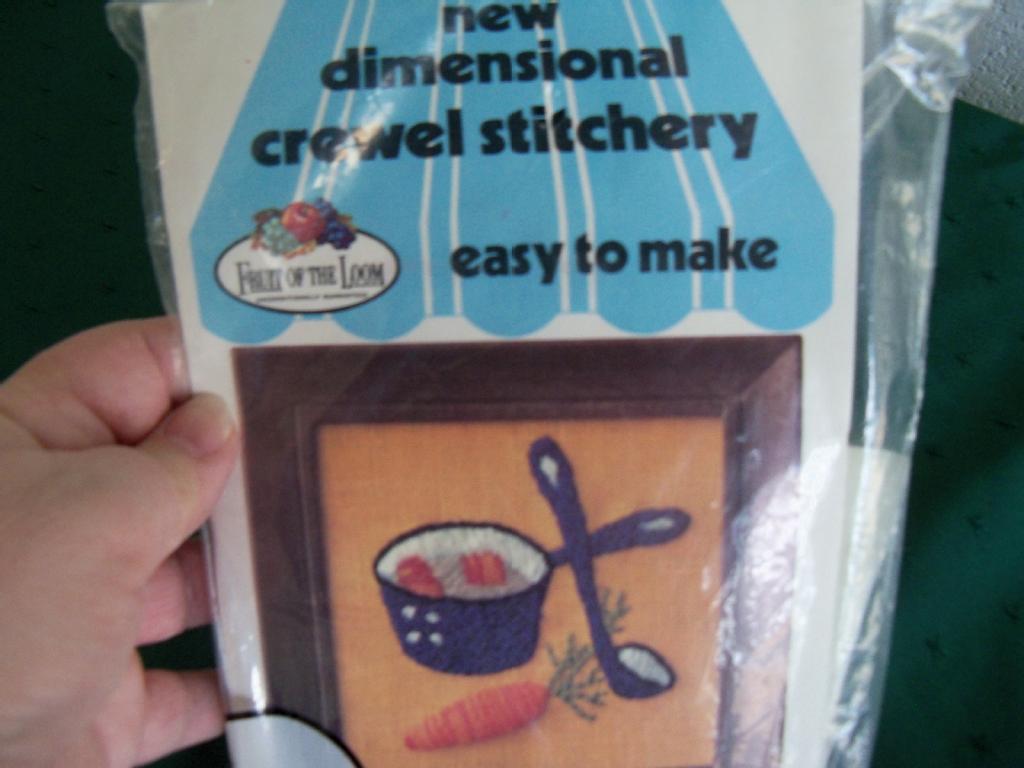 new
dimensional
crewel stitchery
easy to make
FRUIT OF THE LOOM